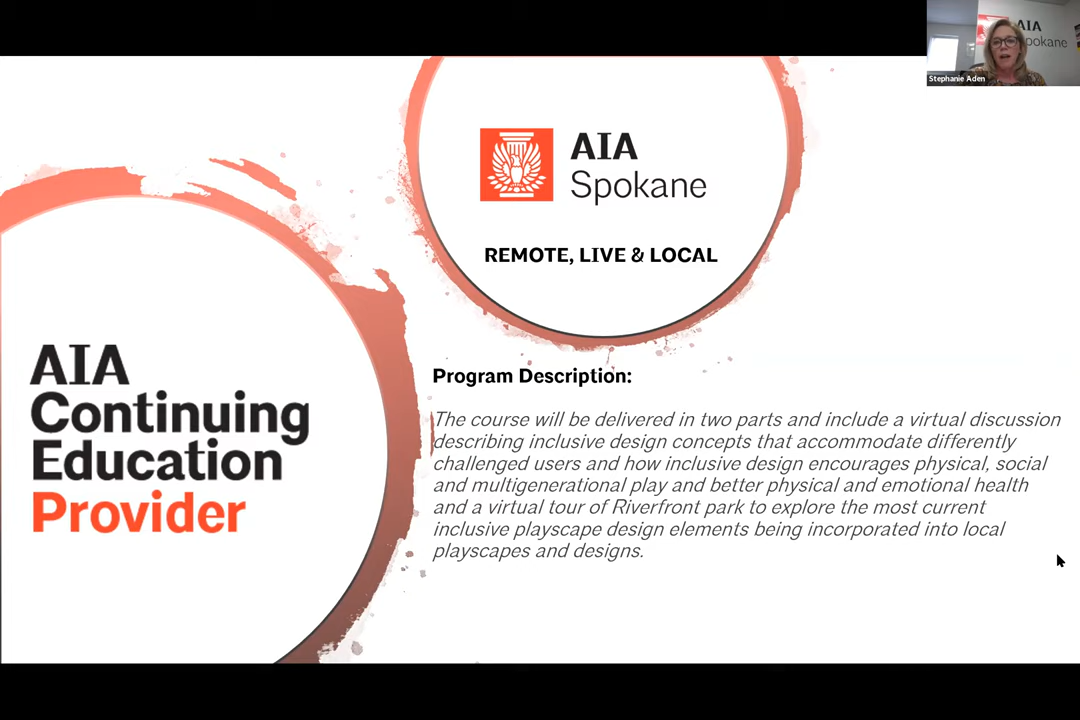 AIA
Spokane
Stephanie Aden
AIA
Spokane
REMOTE, LIVE & LOCAL
AIA
Continuing
Education
Provider
Program Description:
The course will be delivered in two parts and include a virtual discussion
describing inclusive design concepts that accommodate differently
challenged users and how inclusive design encourages physical, social
and multigenerational play and better physical and emotional health
and a virtual tour of Riverfront park to explore the most current
inclusive playscape design elements being incorporated into local
playscapes and designs.